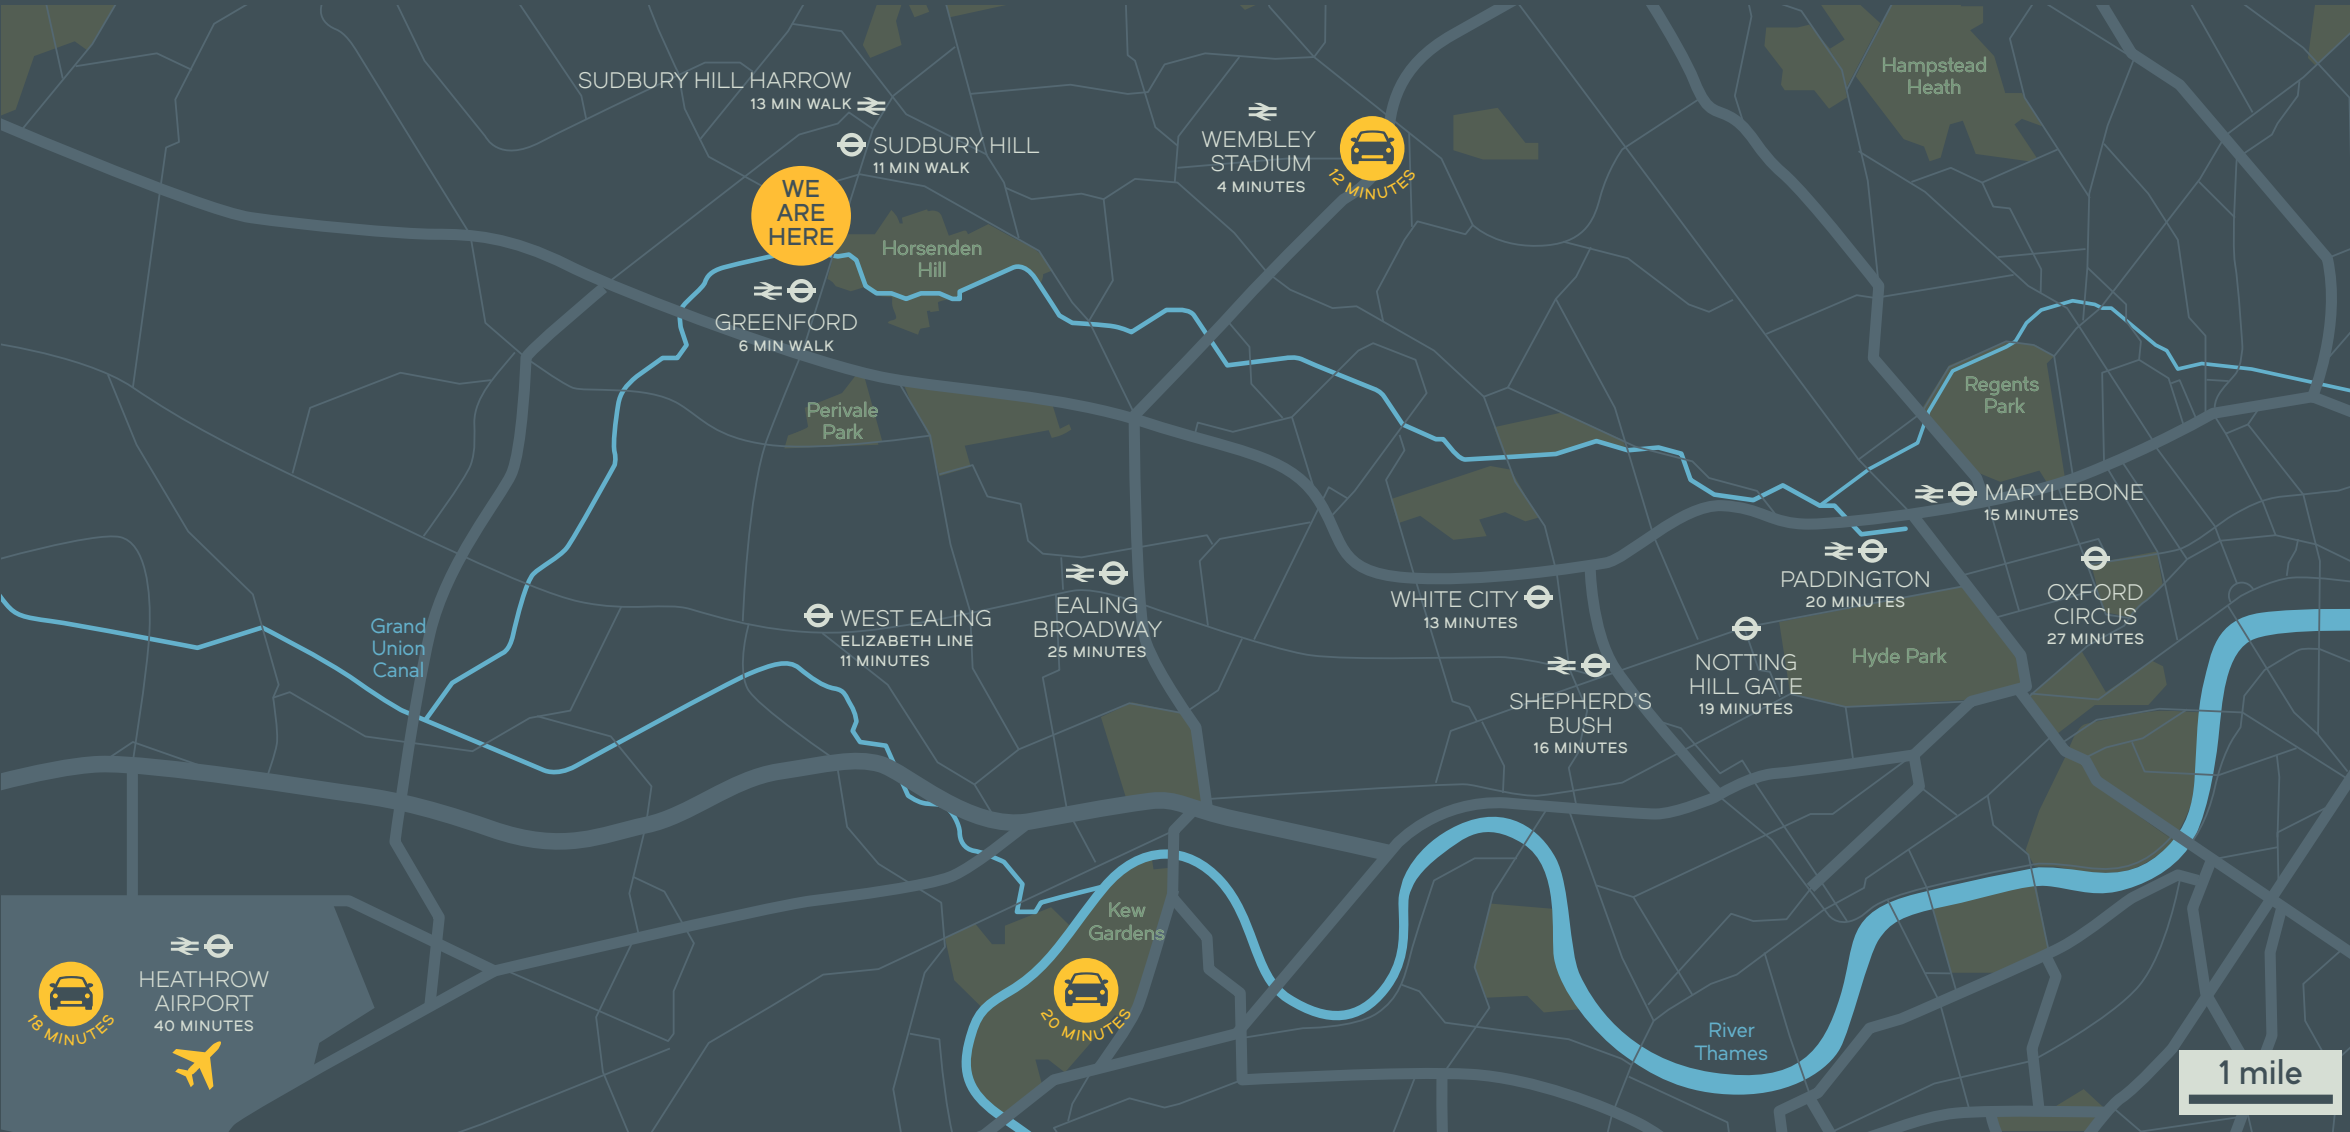 SUDBURY HILL HARROW
13 MIN WALK
SUDBURY HILL
11 MIN WALK
WE
ARE
HERE
Horsenden
Hill
GREENFORD
6 MIN WALK
WEMBLEY
STADIUM
4 MINUTES
12 MINUTES
Hampstead
Heath
Perivale
Park
Regents
Park
MARYLEBONE
15 MINUTES
PADDINGTON
20 MINUTES
OXFORD
CIRCUS
27 MINUTES
Grand
Union
Canal
WEST EALING
ELIZABETH LINE
11 MINUTES
EALING
BROADWAY
25 MINUTES
WHITE CITY
13 MINUTES
SHEPHERD'S
BUSH
16 MINUTES
NOTTING
HILL GATE
19 MINUTES
Hyde Park
Kew
Gardens
20 MINUTES
HEATHROW
AIRPORT
40 MINUTES
18 MINUTES
River
Thames
1 mile